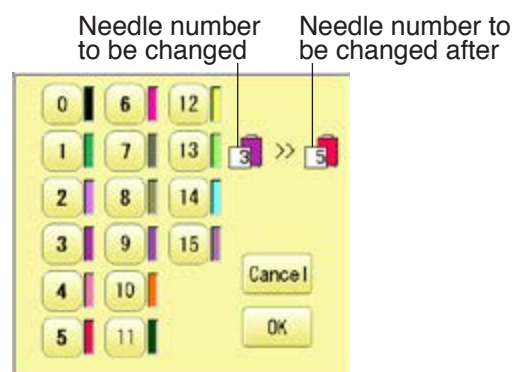 Needle number
to be changed
Needle number to
be changed after
0 6 12
1 7 13 3 >> 5
2 8 14
3 9 15
4 10
Cancel
5 11
OK